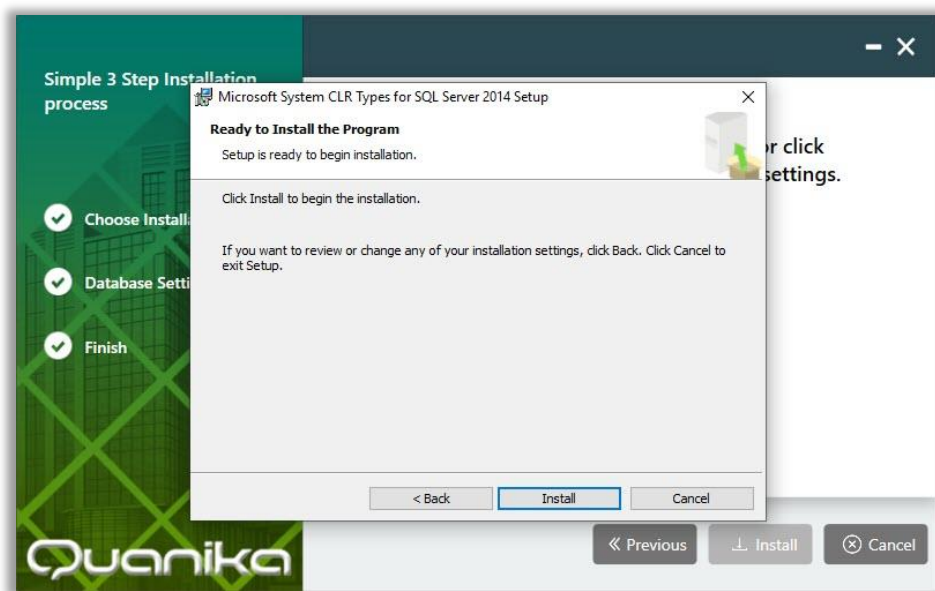 Simple 3 Step Installation
process
Microsoft System CLR Types for SQL Server 2014 Setup
Ready to Install the Program
Setup is ready to begin installation.
Click Install to begin the installation.
If you want to review or change any of your installation settings, click Back. Click Cancel to
exit Setup.
< Back
Install
Cancel
click
settings.
Choose
Database
Finish
Previous
Install
Cancel
Quanika